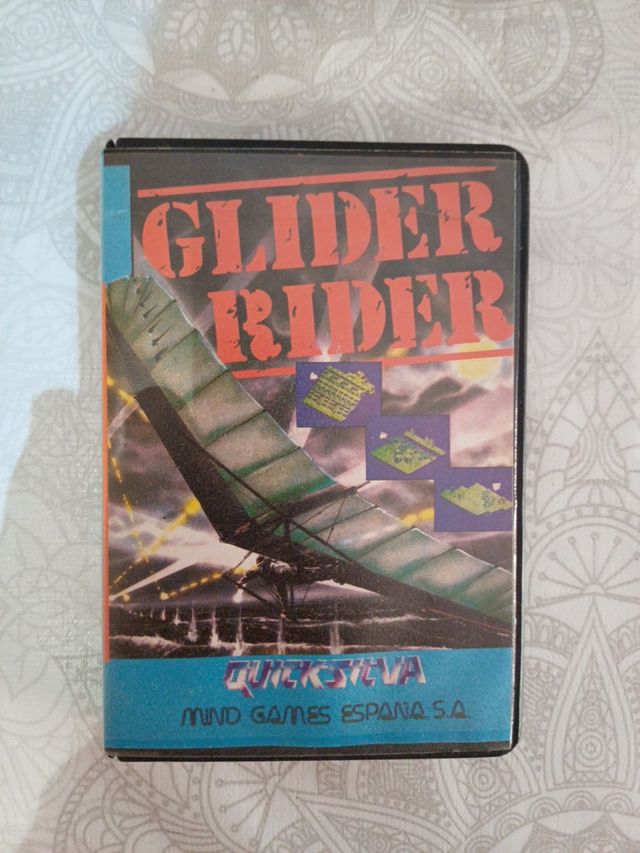 GLIDER
RIDER
QUICKSILVA
MIND GAMES ESPAÑA, S.A.